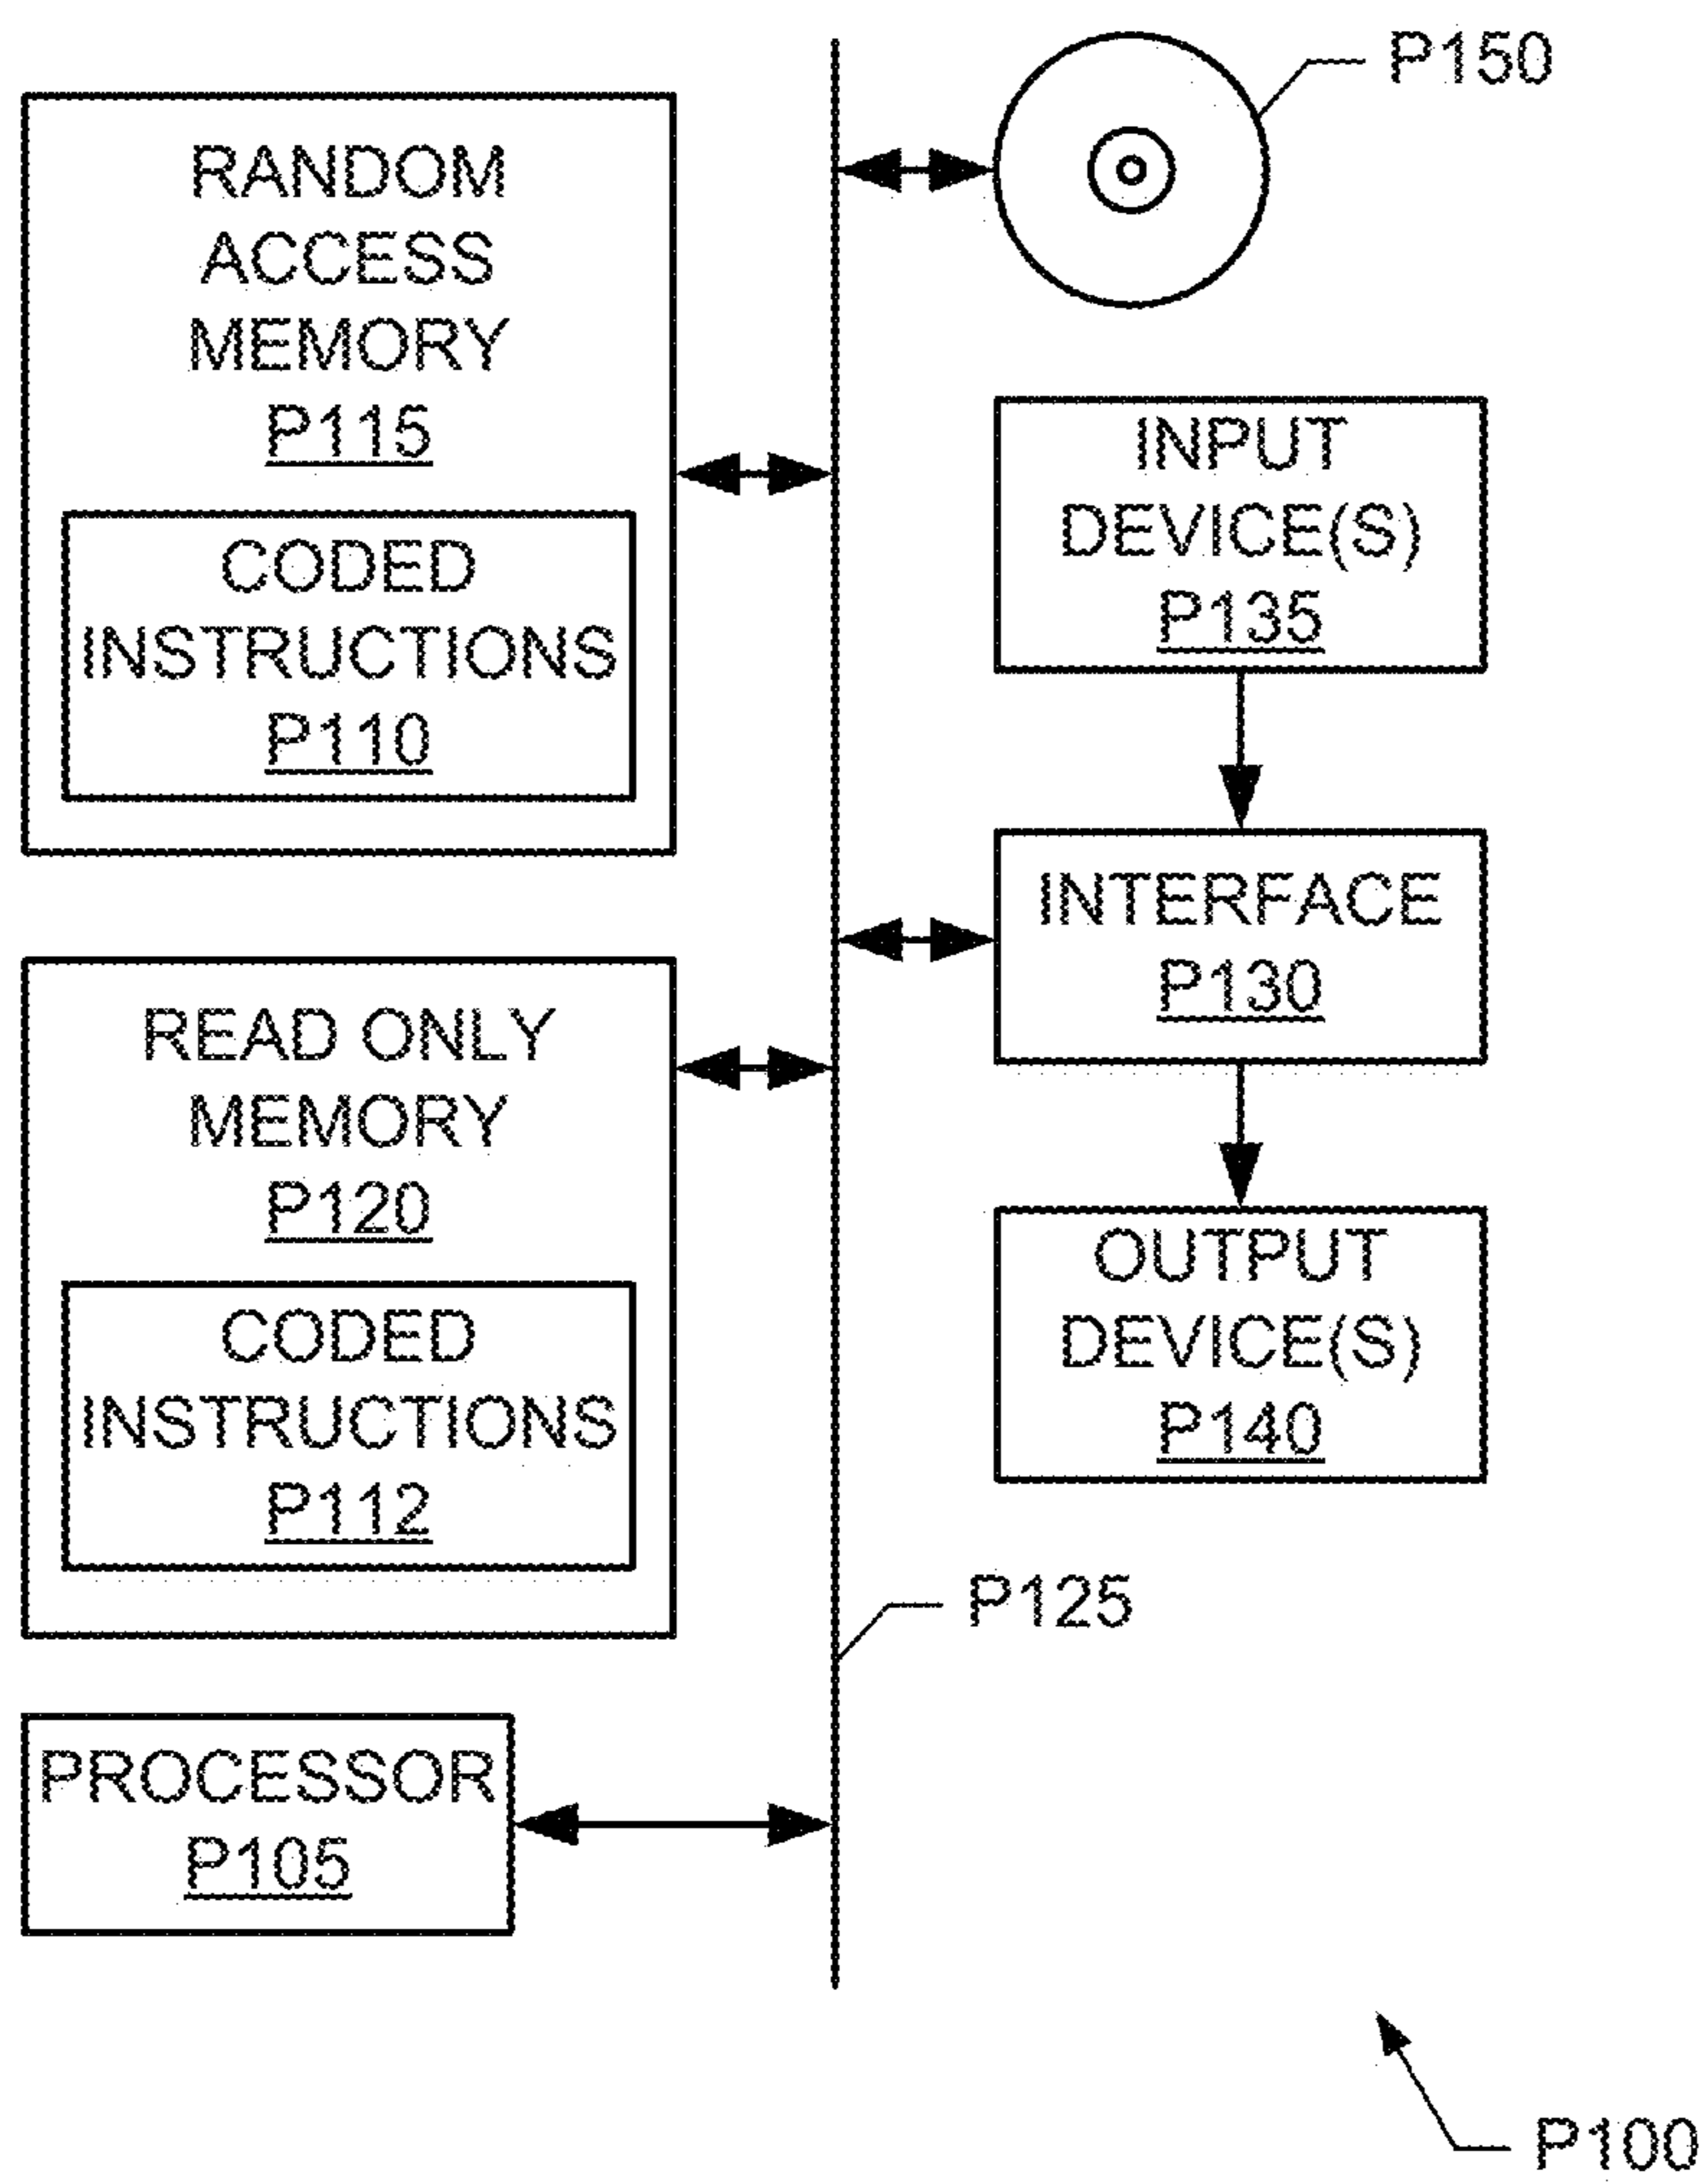 P150
RANDOM
ACCESS
MEMORY
P115
CODED
INSTRUCTIONS
P110
INPUT
DEVICE(S)
P135
INTERFACE
P130
READ ONLY
MEMORY
P120
CODED
INSTRUCTIONS
P112
OUTPUT
DEVICE(S)
P140
P125
PROCESSOR
P105
P100